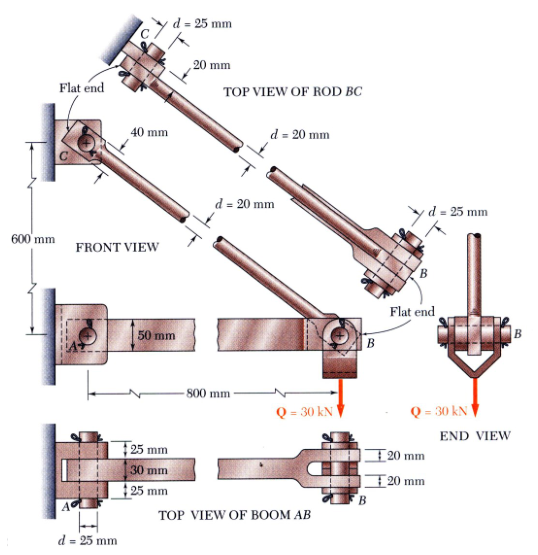 d = 25 mm
C
20 mm
Flat end
TOP VIEW OF ROD BC
40 mm
d = 20 mm
C
d = 20 mm
d = 25 mm
600 mm
FRONT VIEW
B
Flat end
A
50 mm
B
B
800 mm
Q = 30 kN
Q = 30 kN
END VIEW
25 mm
20 mm
30 mm
25 mm
20 mm
A
B
TOP VIEW OF BOOM AB
d = 25 mm